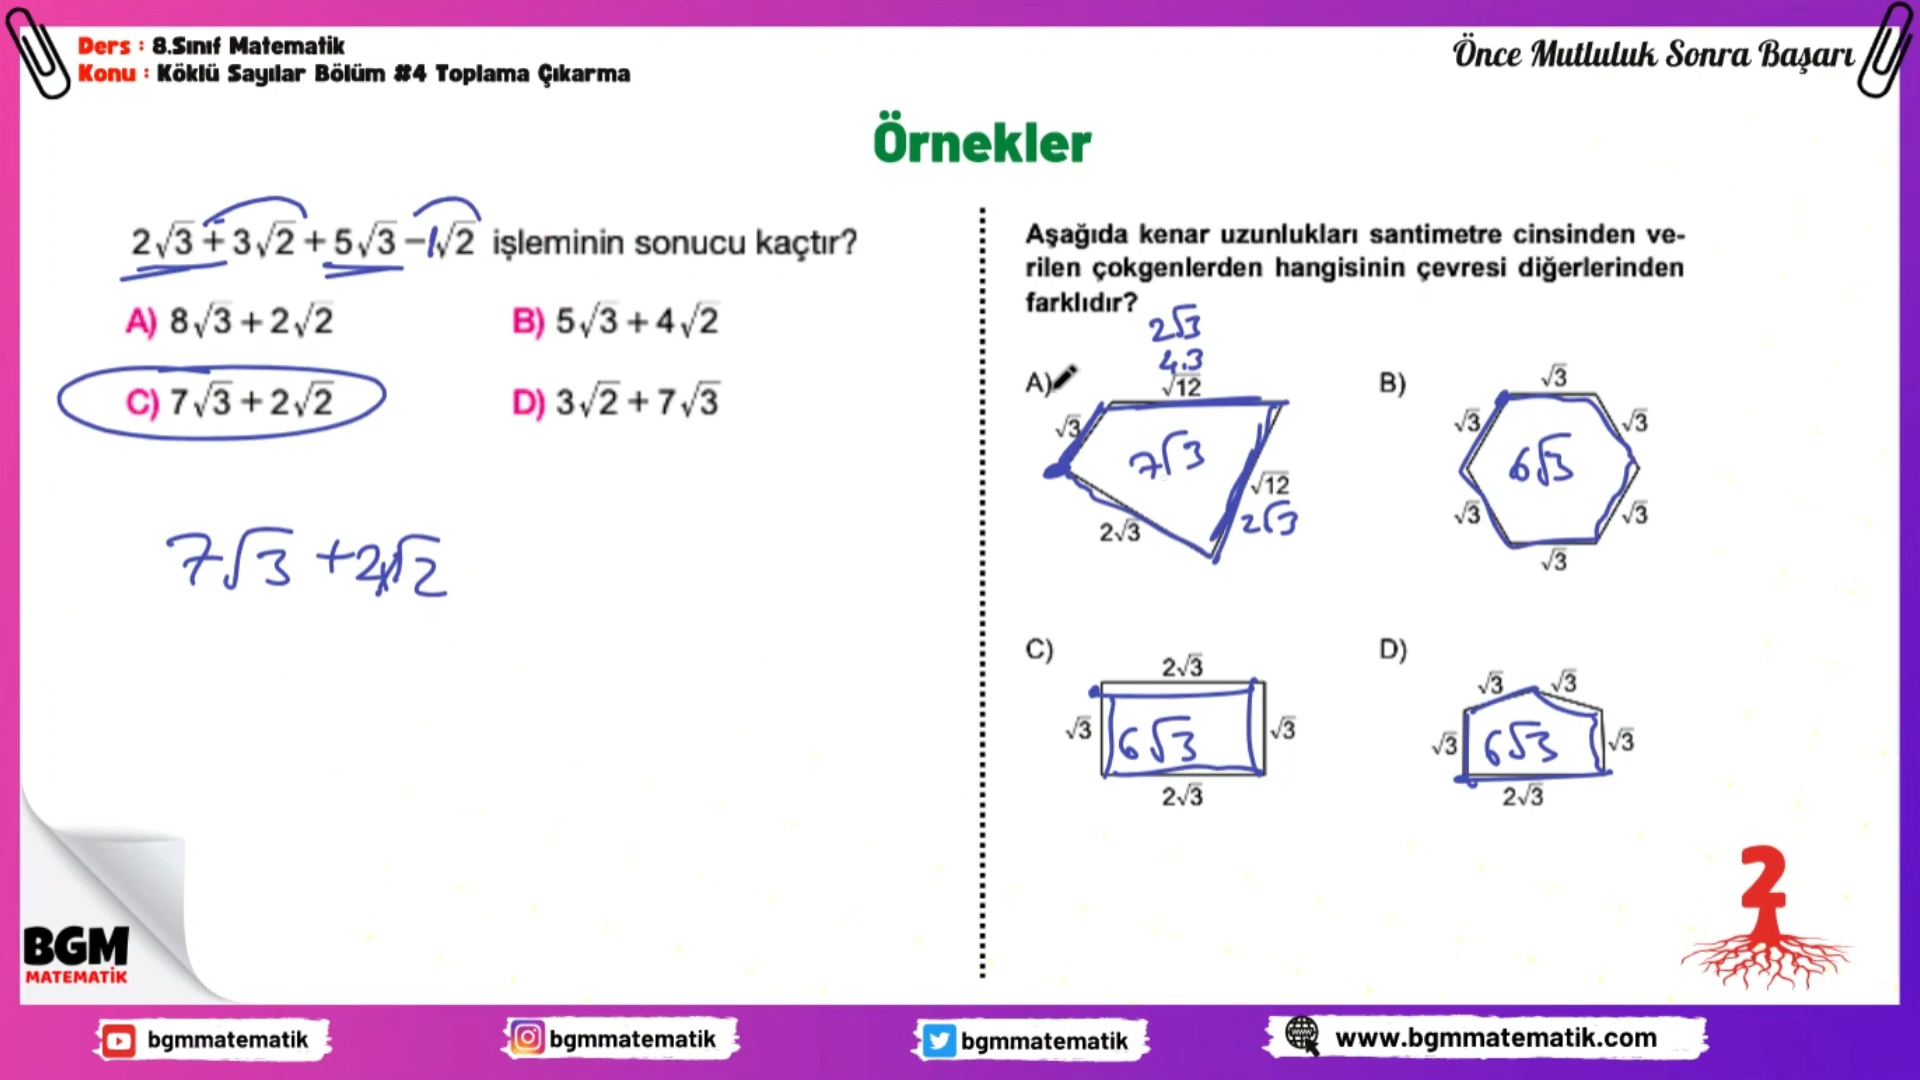 Ders : 8.Sınıf Matematik
Konu : Köklü Sayılar Bölüm #4 Toplama Çıkarma
Önce Mutluluk Sonra Başarı
Örnekler
2√3 + 3√2 + 5√3 - 1√2 işleminin sonucu kaçtır?
A) 8√3 + 2√2
B) 5√3 + 4√2
C) 7√3 + 2√2
D) 3√2 + 7√3
7√3 + 2√2
Aşağıda kenar uzunlukları santimetre cinsinden ve-
rilen çokgenlerden hangisinin çevresi diğerlerinden
farklıdır?
2√3
4.3
A)
√12
√3
7√3
√12
2√3
2√3
B)
√3
√3
√3
6√3
√3
√3
√3
C)
2√3
√3
6√3
√3
2√3
D)
√3
√3
√3
6√3
√3
2√3
2
BGM
MATEMATİK
bgmmatematik
bgmmatematik
bgmmatematik
www.bgmmatematik.com